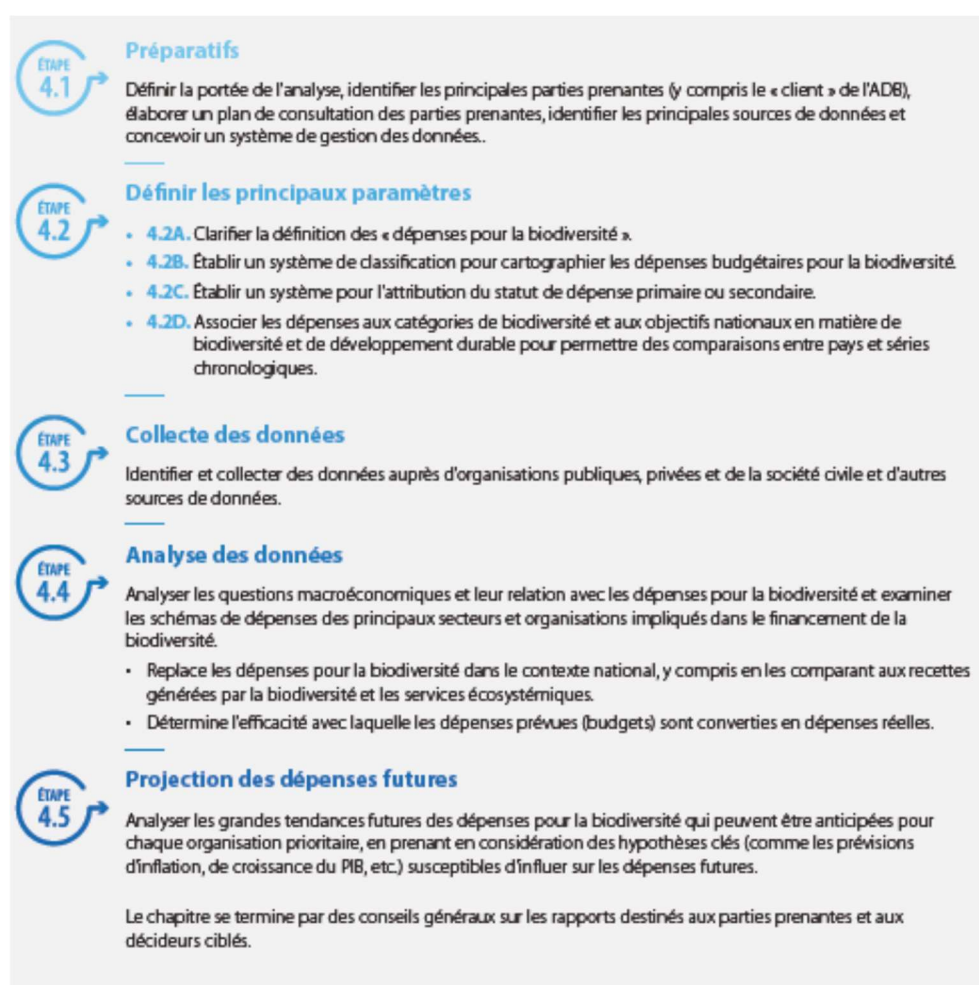 ÉTAPE
4.1
Préparatifs
Définir la portée de l'analyse, identifier les principales parties prenantes (y compris le « client » de l'ADB),
élaborer un plan de consultation des parties prenantes, identifier les principales sources de données et
concevoir un système de gestion des données..
ÉTAPE
4.2
Définir les principaux paramètres
• 4.2A. Clarifier la définition des « dépenses pour la biodiversité ».
• 4.2B. Établir un système de classification pour cartographier les dépenses budgétaires pour la biodiversité.
• 4.2C. Établir un système pour l'attribution du statut de dépense primaire ou secondaire.
• 4.2D. Associer les dépenses aux catégories de biodiversité et aux objectifs nationaux en matière de
biodiversité et de développement durable pour permettre des comparaisons entre pays et séries
chronologiques.
ÉTAPE
4.3
Collecte des données
Identifier et collecter des données auprès d'organisations publiques, privées et de la société civile et d'autres
sources de données.
ÉTAPE
4.4
Analyse des données
Analyser les questions macroéconomiques et leur relation avec les dépenses pour la biodiversité et examiner
les schémas de dépenses des principaux secteurs et organisations impliqués dans le financement de la
biodiversité.
• Replace les dépenses pour la biodiversité dans le contexte national, y compris en les comparant aux recettes
générées par la biodiversité et les services écosystémiques.
• Détermine l'efficacité avec laquelle les dépenses prévues (budgets) sont converties en dépenses réelles.
ÉTAPE
4.5
Projection des dépenses futures
Analyser les grandes tendances futures des dépenses pour la biodiversité qui peuvent être anticipées pour
chaque organisation prioritaire, en prenant en considération des hypothèses clés (comme les prévisions
d'inflation, de croissance du PIB, etc.) susceptibles d'influer sur les dépenses futures.
Le chapitre se termine par des conseils généraux sur les rapports destinés aux parties prenantes et aux
décideurs ciblés.